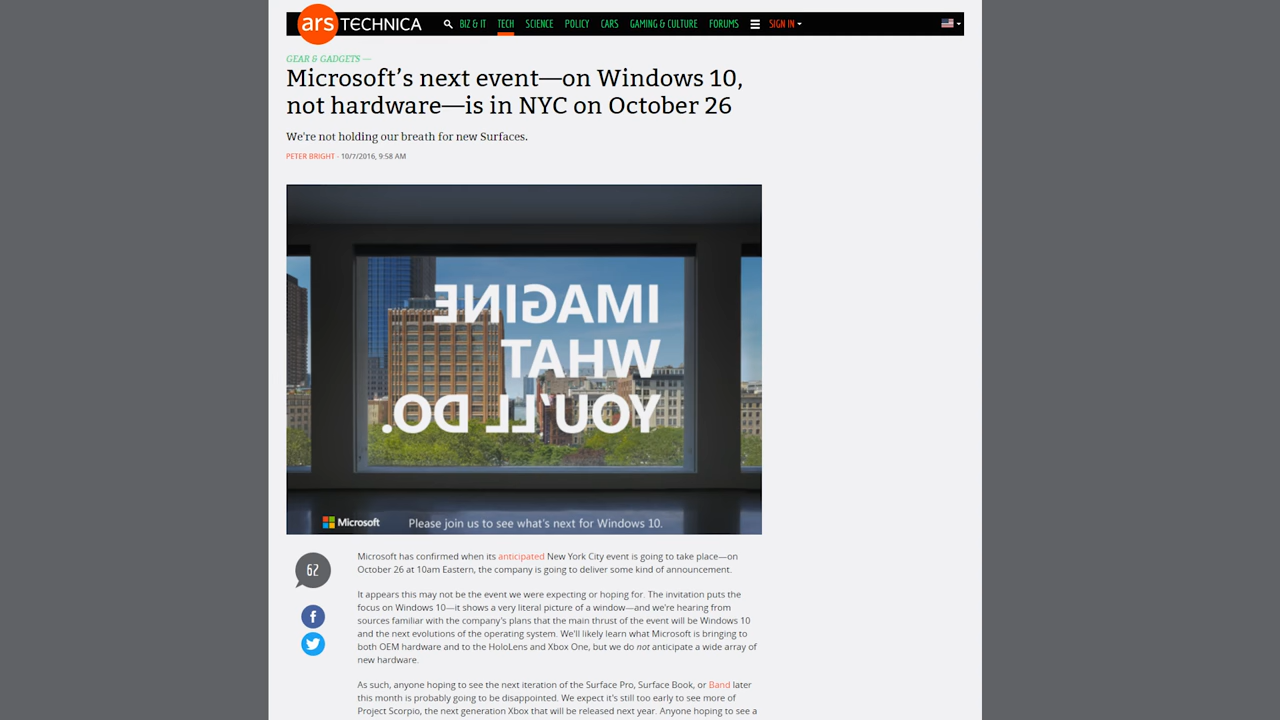 ars TECHNICA BIZ & IT TECH SCIENCE POLICY CARS GAMING & CULTURE FORUMS SIGN IN
GEAR & GADGETS —
Microsoft’s next event—on Windows 10,
not hardware—is in NYC on October 26
We're not holding our breath for new Surfaces.
PETER BRIGHT - 10/7/2016, 9:58 AM
IMAGINE
WHAT
YOU'LL DO.
Microsoft Please join us to see what's next for Windows 10.
62
Microsoft has confirmed when its anticipated New York City event is going to take place—on
October 26 at 10am Eastern, the company is going to deliver some kind of announcement.
It appears this may not be the event we were expecting or hoping for. The invitation puts the
focus on Windows 10—it shows a very literal picture of a window—and we're hearing from
sources familiar with the company's plans that the main thrust of the event will be Windows 10
and the next evolutions of the operating system. We'll likely learn what Microsoft is bringing to
both OEM hardware and to the HoloLens and Xbox One, but we do not anticipate a wide array of
new hardware.
As such, anyone hoping to see the next iteration of the Surface Pro, Surface Book, or Band later
this month is probably going to be disappointed. We expect it's still too early to see more of
Project Scorpio, the next generation Xbox that will be released next year. Anyone hoping to see a